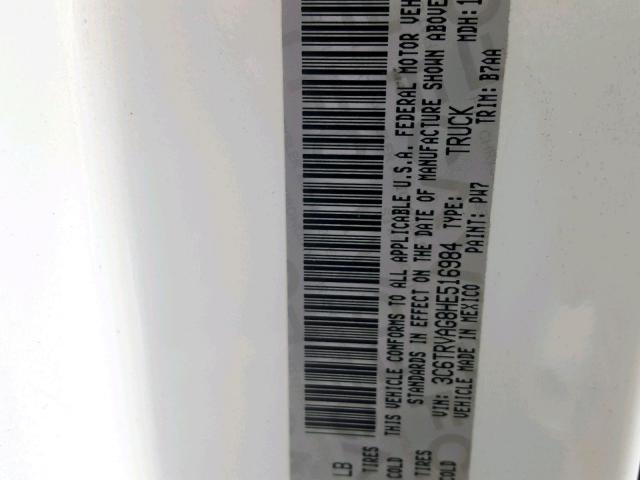 LB
TIRES
COLD
THIS VEHICLE CONFORMS TO ALL APPLICABLE U.S.A. FEDERAL MOTOR
STANDARDS IN EFFECT ON THE DATE OF MANUFACTURE SHOWN ABOVE
TIRES
COLD
VIN: 3C6TRVAG8HE516984 TYPE: TRUCK MDH:
VEHICLE MADE IN MEXICO PAINT: PW7 TRIM: B7AA